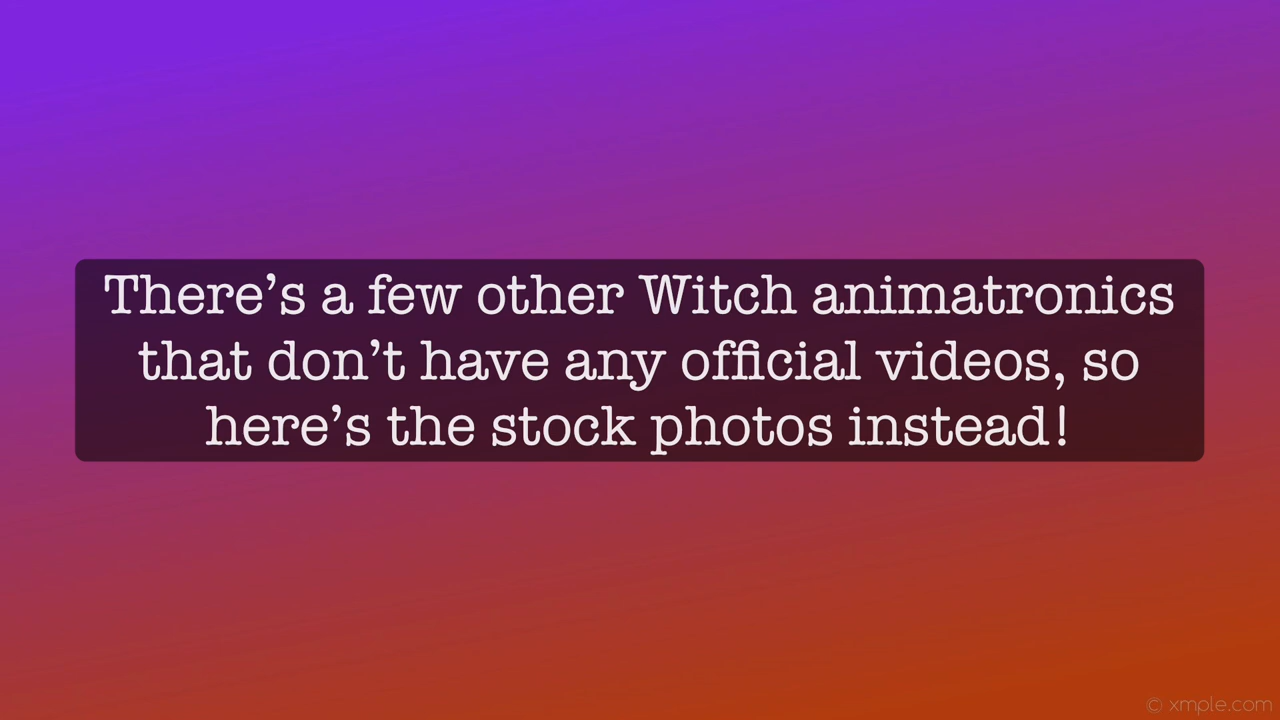 There’s a few other Witch animatronics
that don’t have any official videos, so
here’s the stock photos instead!
© xmple.com